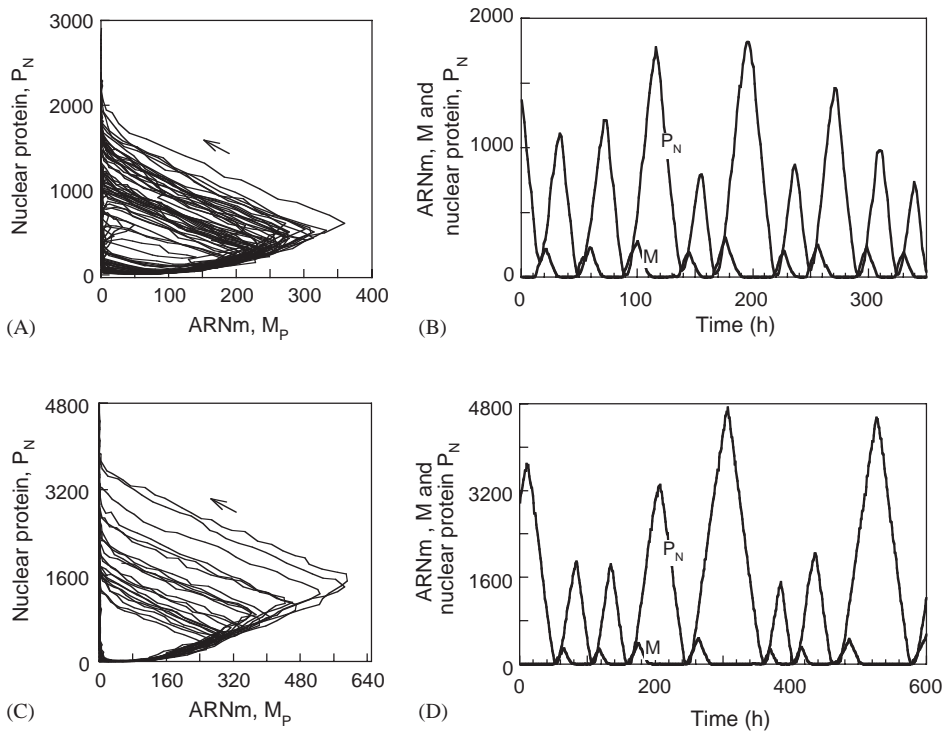 3000
2000
1000
0
Nuclear protein, P_N
0 100 200 300 400
ARNm, M_P
(A)
2000
1000
0
ARNm, M and
nuclear protein, P_N
P_N
M
0 100 200 300
Time (h)
(B)
4800
3200
1600
0
Nuclear protein, P_N
0 160 320 480 640
ARNm, M_P
(C)
4800
3200
1600
0
ARNm , M and
nuclear protein P_N
P_N
M
0 200 400 600
Time (h)
(D)